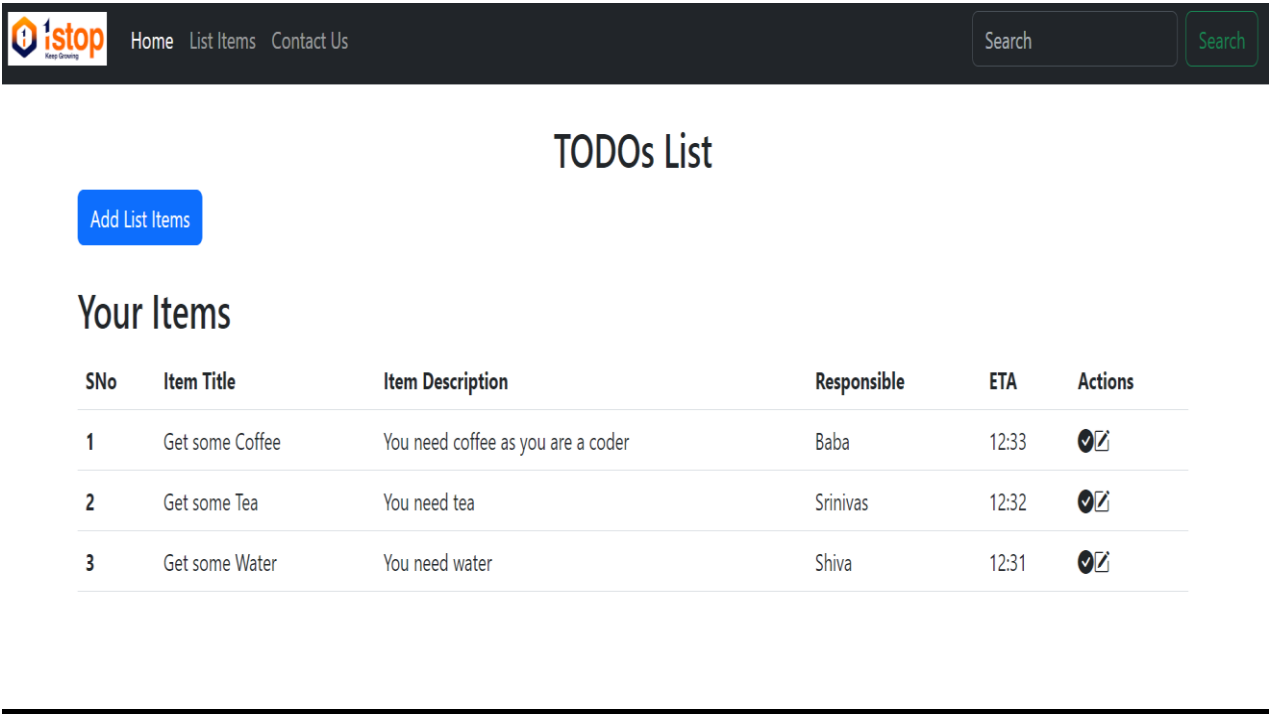 1stop Home List Items Contact Us Search Search
Keep Growing
TODOs List
Add List Items
Your Items
SNo Item Title Item Description Responsible ETA Actions
1 Get some Coffee You need coffee as you are a coder Baba 12:33
2 Get some Tea You need tea Srinivas 12:32
3 Get some Water You need water Shiva 12:31